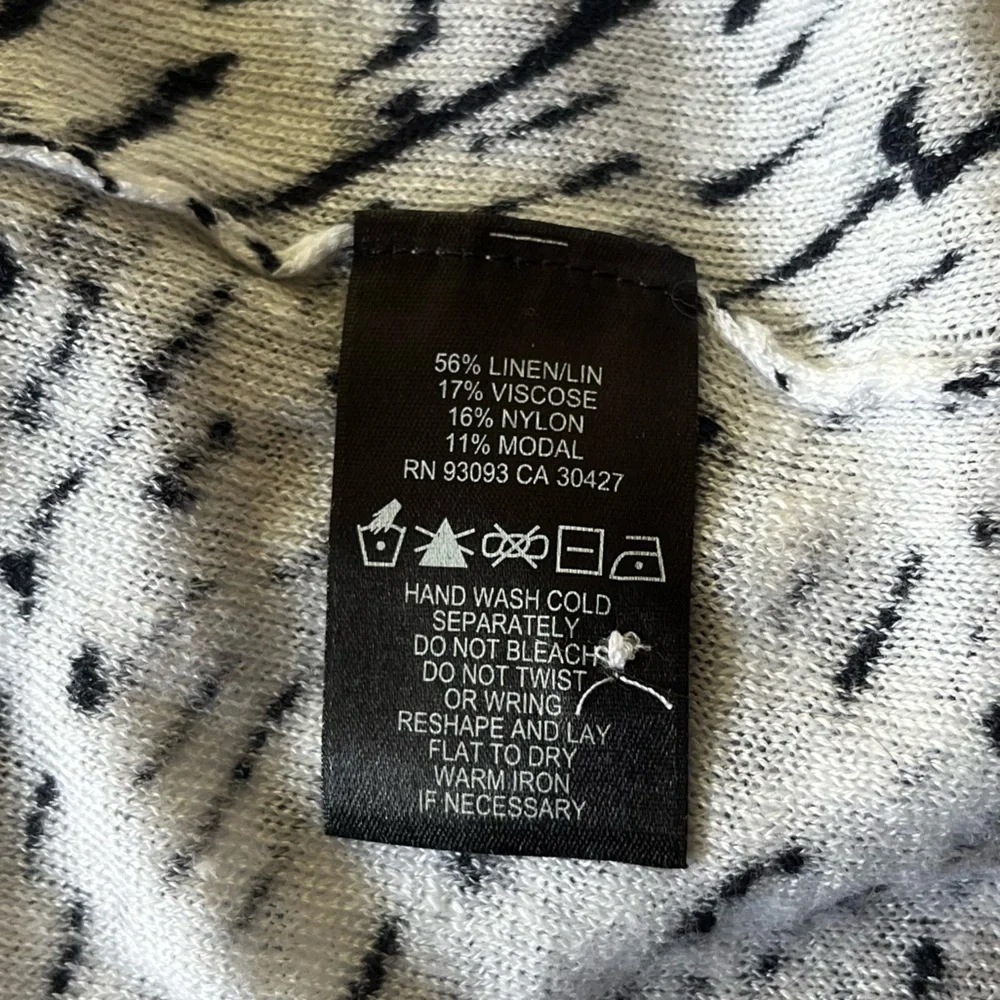 56% LINEN/LIN
17% VISCOSE
16% NYLON
11% MODAL
RN 93093 CA 30427
HAND WASH COLD
SEPARATELY
DO NOT BLEACH
DO NOT TWIST
OR WRING
RESHAPE AND LAY
FLAT TO DRY
WARM IRON
IF NECESSARY